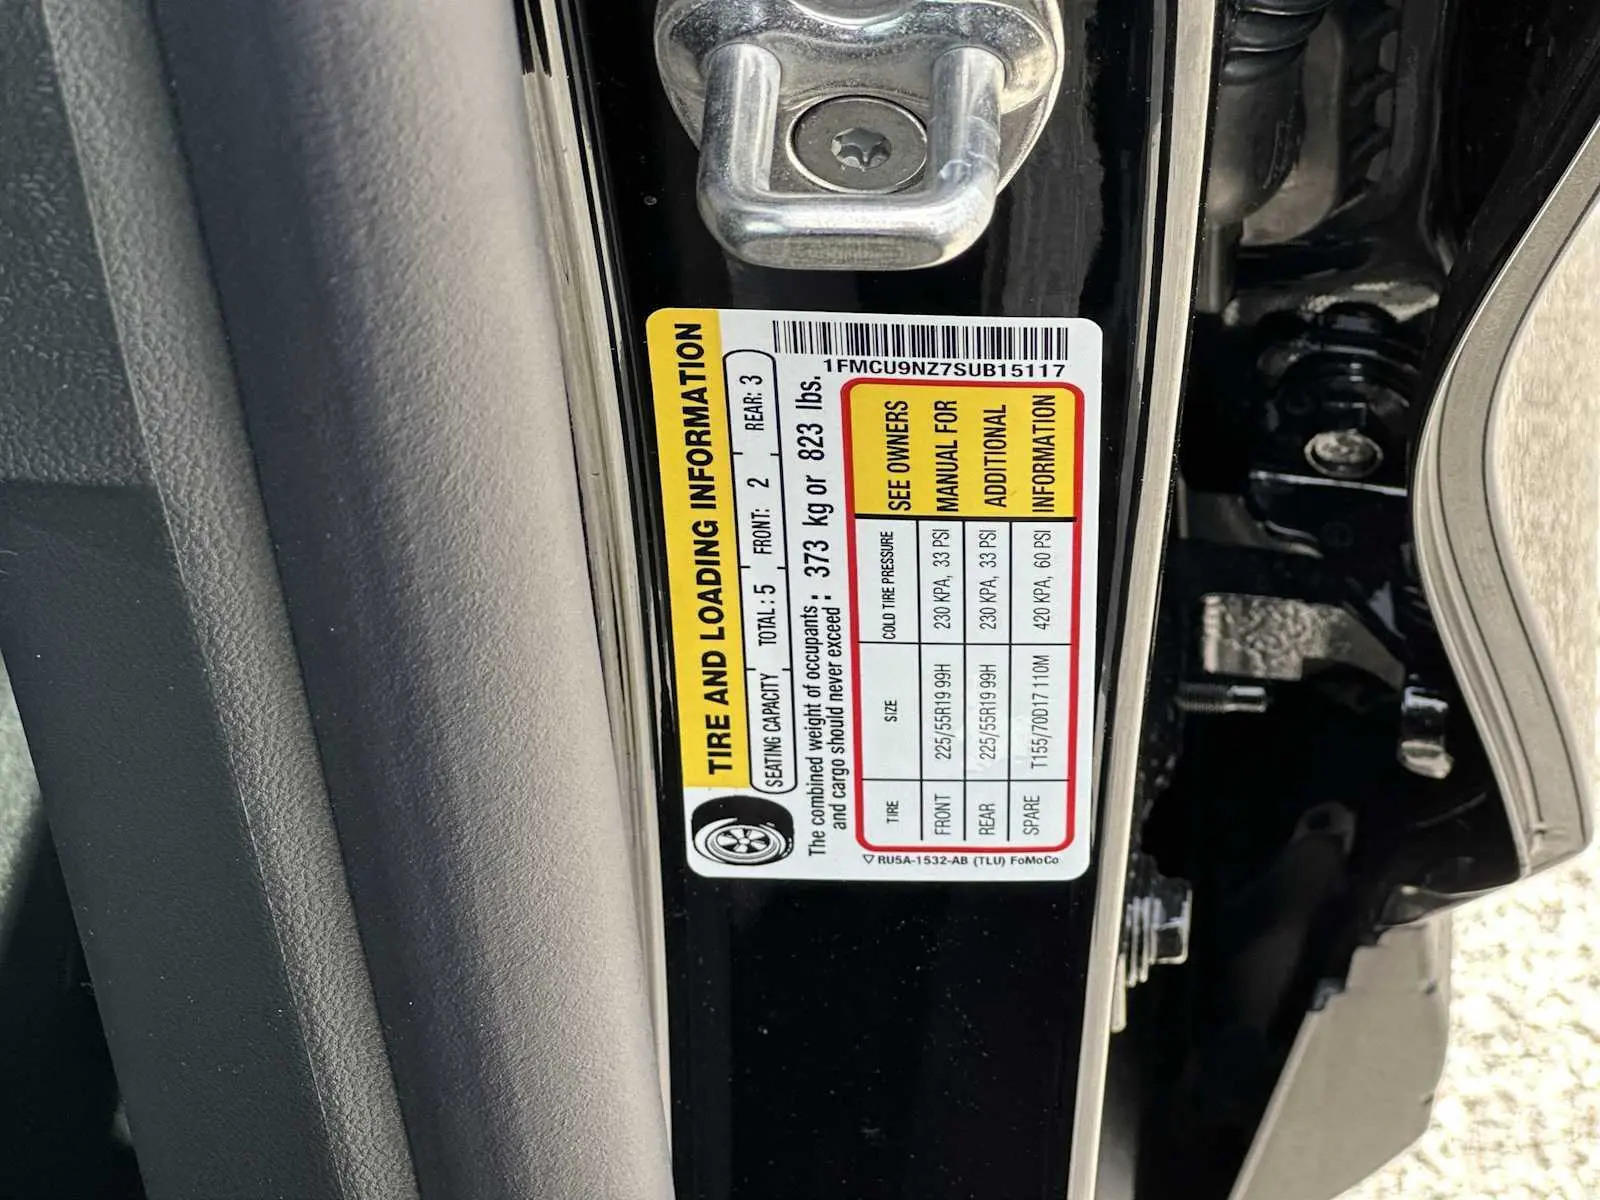 1FMCU9NZ7SUB15117
TIRE AND LOADING INFORMATION
SEATING CAPACITY TOTAL : 5 FRONT: 2 REAR: 3
The combined weight of occupants and cargo should never exceed : 373 kg or 823 lbs.
TIRE SIZE COLD TIRE PRESSURE
FRONT 225/55R19 99H 230 KPA, 33 PSI
REAR 225/55R19 99H 230 KPA, 33 PSI
SPARE T155/70D17 110M 420 KPA, 60 PSI
SEE OWNERS
MANUAL FOR
ADDITIONAL
INFORMATION
RU5A-1532-AB (TLU) FoMoCo